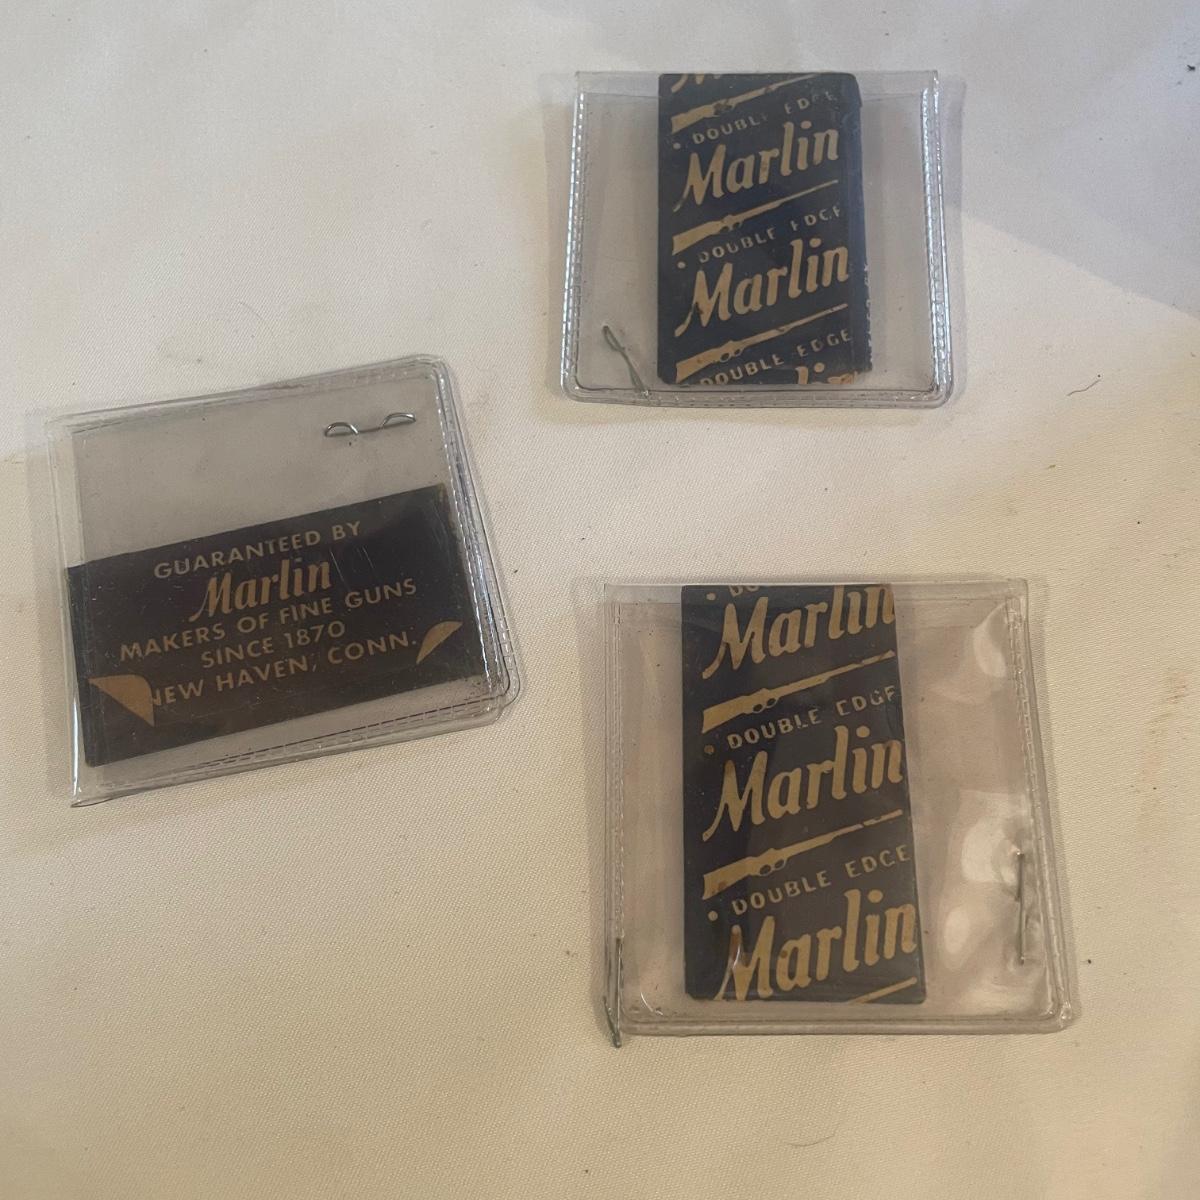 DOUBLE EDGE
Marlin
DOUBLE EDGE
Marlin
DOUBLE EDGE
GUARANTEED BY
Marlin
MAKERS OF FINE GUNS
SINCE 1870
NEW HAVEN, CONN.
Marlin
DOUBLE EDGE
Marlin
DOUBLE EDGE
Marlin